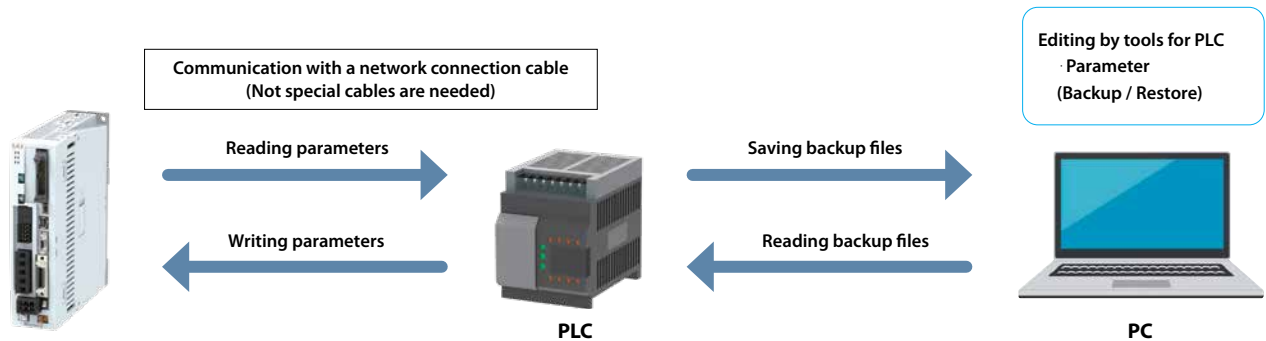 Communication with a network connection cable
(Not special cables are needed)
Editing by tools for PLC
· Parameter
(Backup / Restore)
Reading parameters
Saving backup files
Writing parameters
Reading backup files
PLC
PC